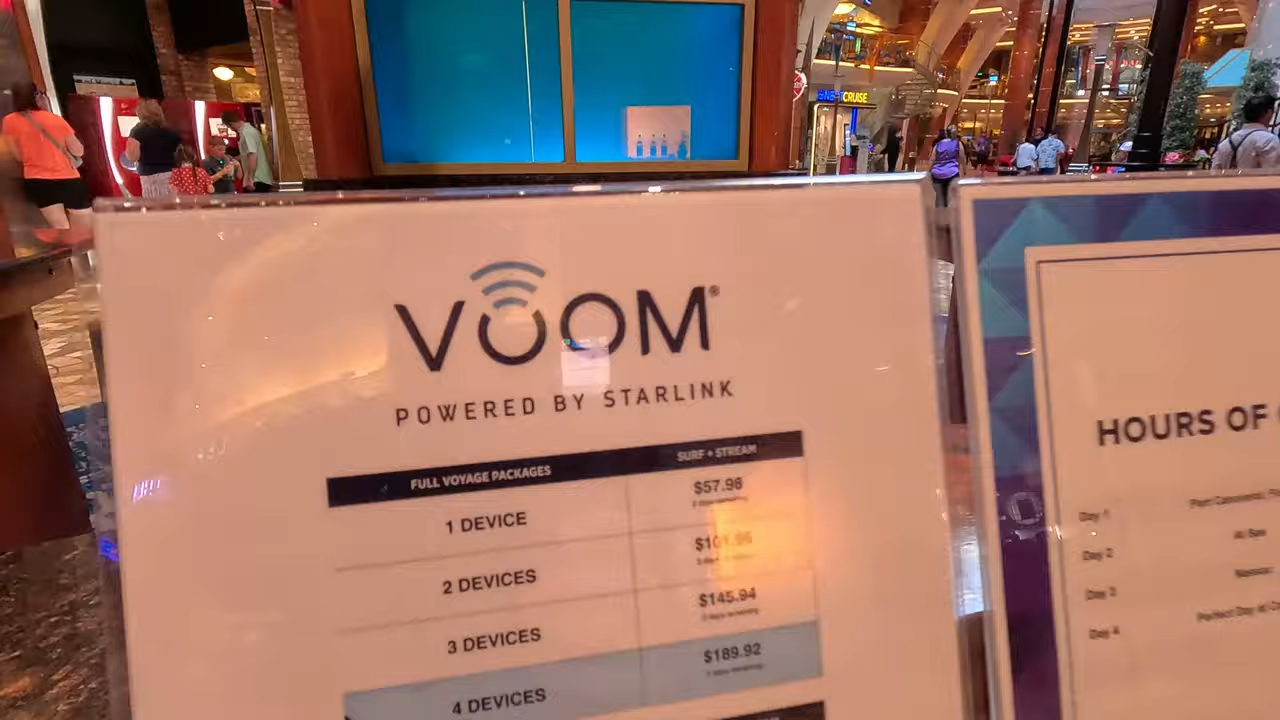 VOOM®
POWERED BY STARLINK
FULL VOYAGE PACKAGES SURF + STREAM
1 DEVICE $57.98
2 DEVICES $101.96
3 DEVICES $145.94
4 DEVICES $189.92
HOURS OF
Day 1
Day 2 At Sea
Day 3 Nassau,
Day 4 Perfect Day at
CRUISE